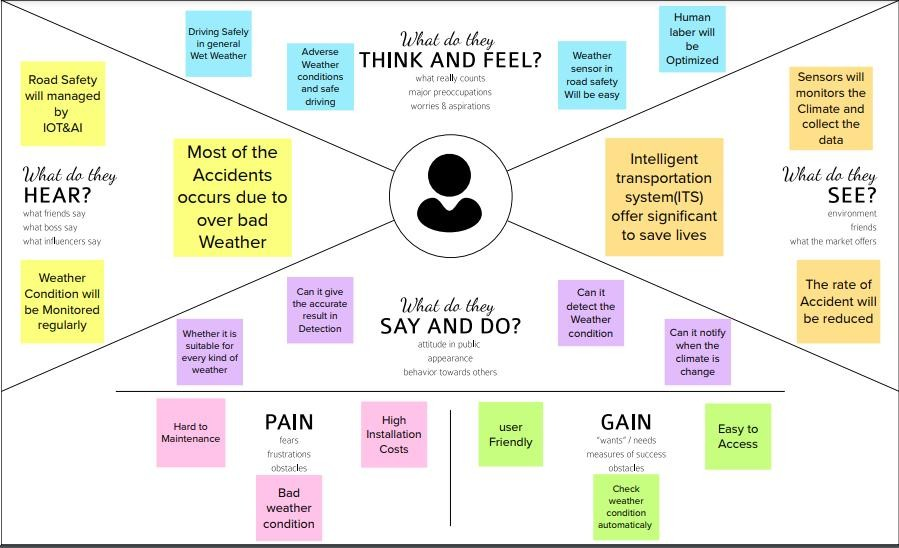 What do they
THINK AND FEEL?
what really counts
major preoccupations
worries & aspirations
Driving Safely
in general
Wet Weather
Adverse
Weather
conditions
and safe
driving
Weather
sensor in
road safety
Will be easy
Human
laber will
be
Optimized
What do they
HEAR?
what friends say
what boss say
what influencers say
Road Safety
will managed
by
IOT&AI
Most of the
Accidents
occurs due to
over bad
Weather
Weather
Condition will
be Monitored
regularly
What do they
SEE?
environment
friends
what the market offers
Intelligent
transportation
system(ITS)
offer significant
to save lives
Sensors will
monitors the
Climate and
collect the
data
The rate of
Accident will
be reduced
What do they
SAY AND DO?
attitude in public
appearance
behavior towards others
Whether it is
suitable for
every kind of
weather
Can it give
the accurate
result in
Detection
Can it
detect the
Weather
condition
Can it notify
when the
climate is
change
PAIN
fears
frustrations
obstacles
Hard to
Maintenance
High
Installation
Costs
Bad
weather
condition
GAIN
"wants" / needs
measures of success
obstacles
user
Friendly
Easy to
Access
Check
weather
condition
automaticaly